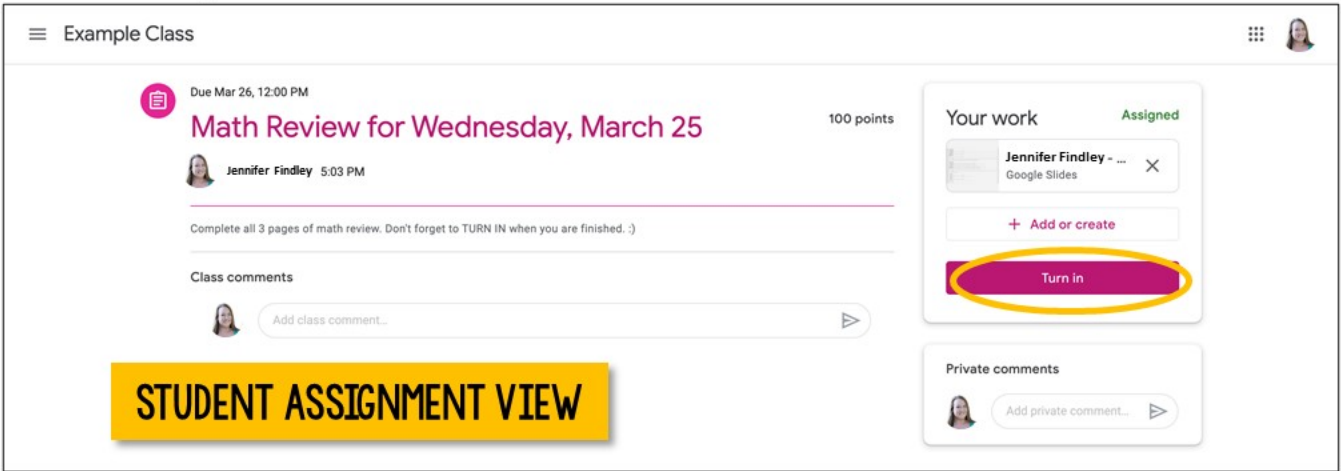 Example Class
Due Mar 26, 12:00 PM
Math Review for Wednesday, March 25
100 points
Jennifer Findley 5:03 PM
Complete all 3 pages of math review. Don't forget to TURN IN when you are finished. :)
Class comments
Add class comment...
STUDENT ASSIGNMENT VIEW
Your work
Assigned
Jennifer Findley - ...
Google Slides
+ Add or create
Turn in
Private comments
Add private comment...